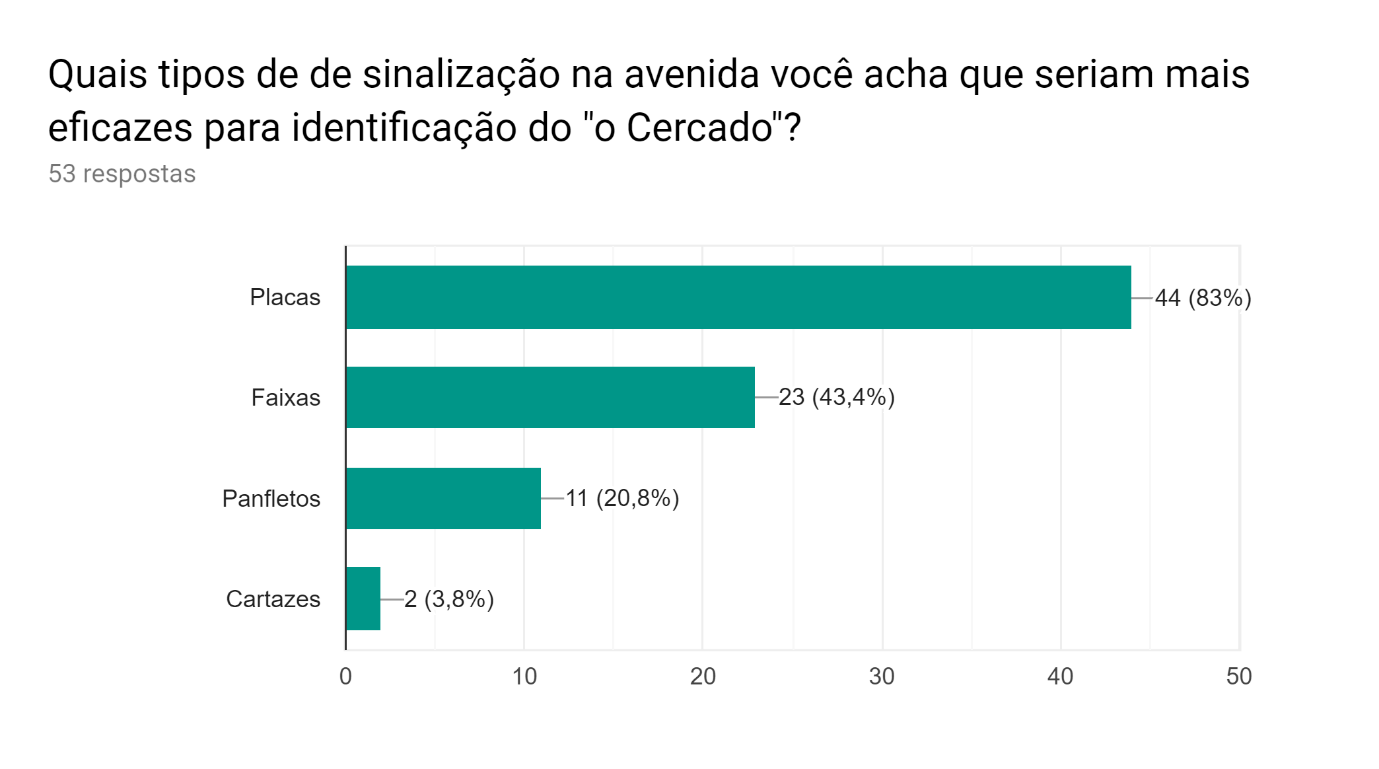 Quais tipos de de sinalização na avenida você acha que seriam mais
eficazes para identificação do "o Cercado"?
53 respostas
Placas
44 (83%)
Faixas
23 (43,4%)
Panfletos
11 (20,8%)
Cartazes
2 (3,8%)
0 10 20 30 40 50